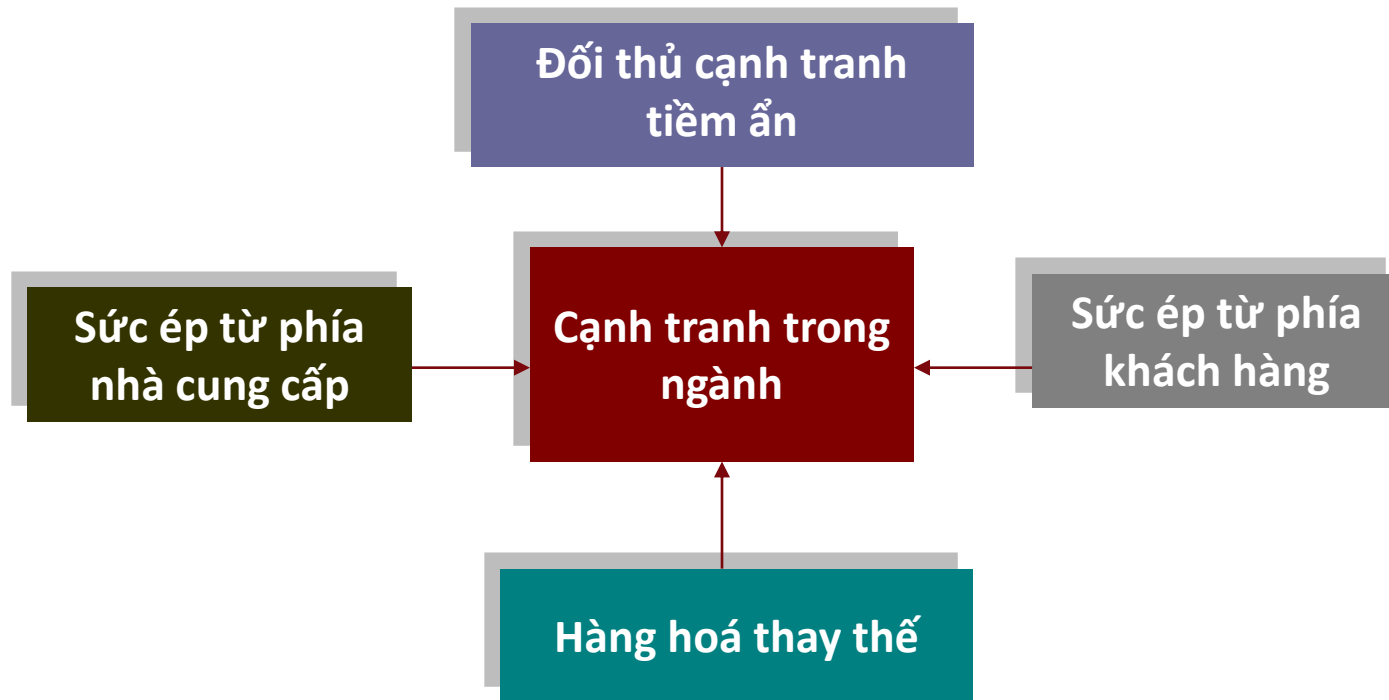 Đối thủ cạnh tranh
tiềm ẩn
Sức ép từ phía
nhà cung cấp
Cạnh tranh trong
ngành
Sức ép từ phía
khách hàng
Hàng hoá thay thế